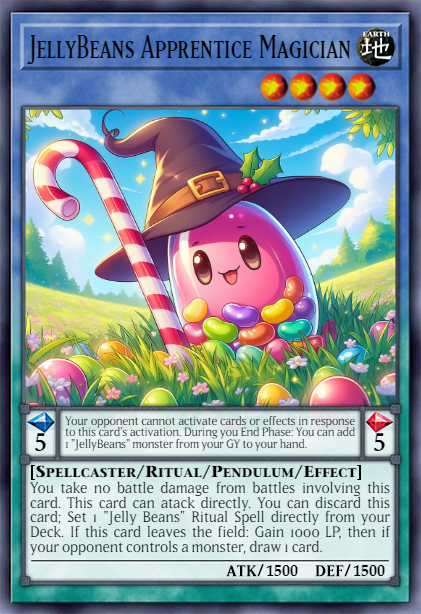 JellyBeans Apprentice Magician
EARTH
地
Your opponent cannot activate cards or effects in response
to this card's activation. During you End Phase: You can add
1 "JellyBeans" monster from your GY to your hand.
5
5
[Spellcaster/Ritual/Pendulum/Effect]
You take no battle damage from battles involving this
card. This card can atack directly. You can discard this
card; Set 1 "Jelly Beans" Ritual Spell directly from your
Deck. If this card leaves the field: Gain 1000 LP, then if
your opponent controls a monster, draw 1 card.
ATK/1500 DEF/1500